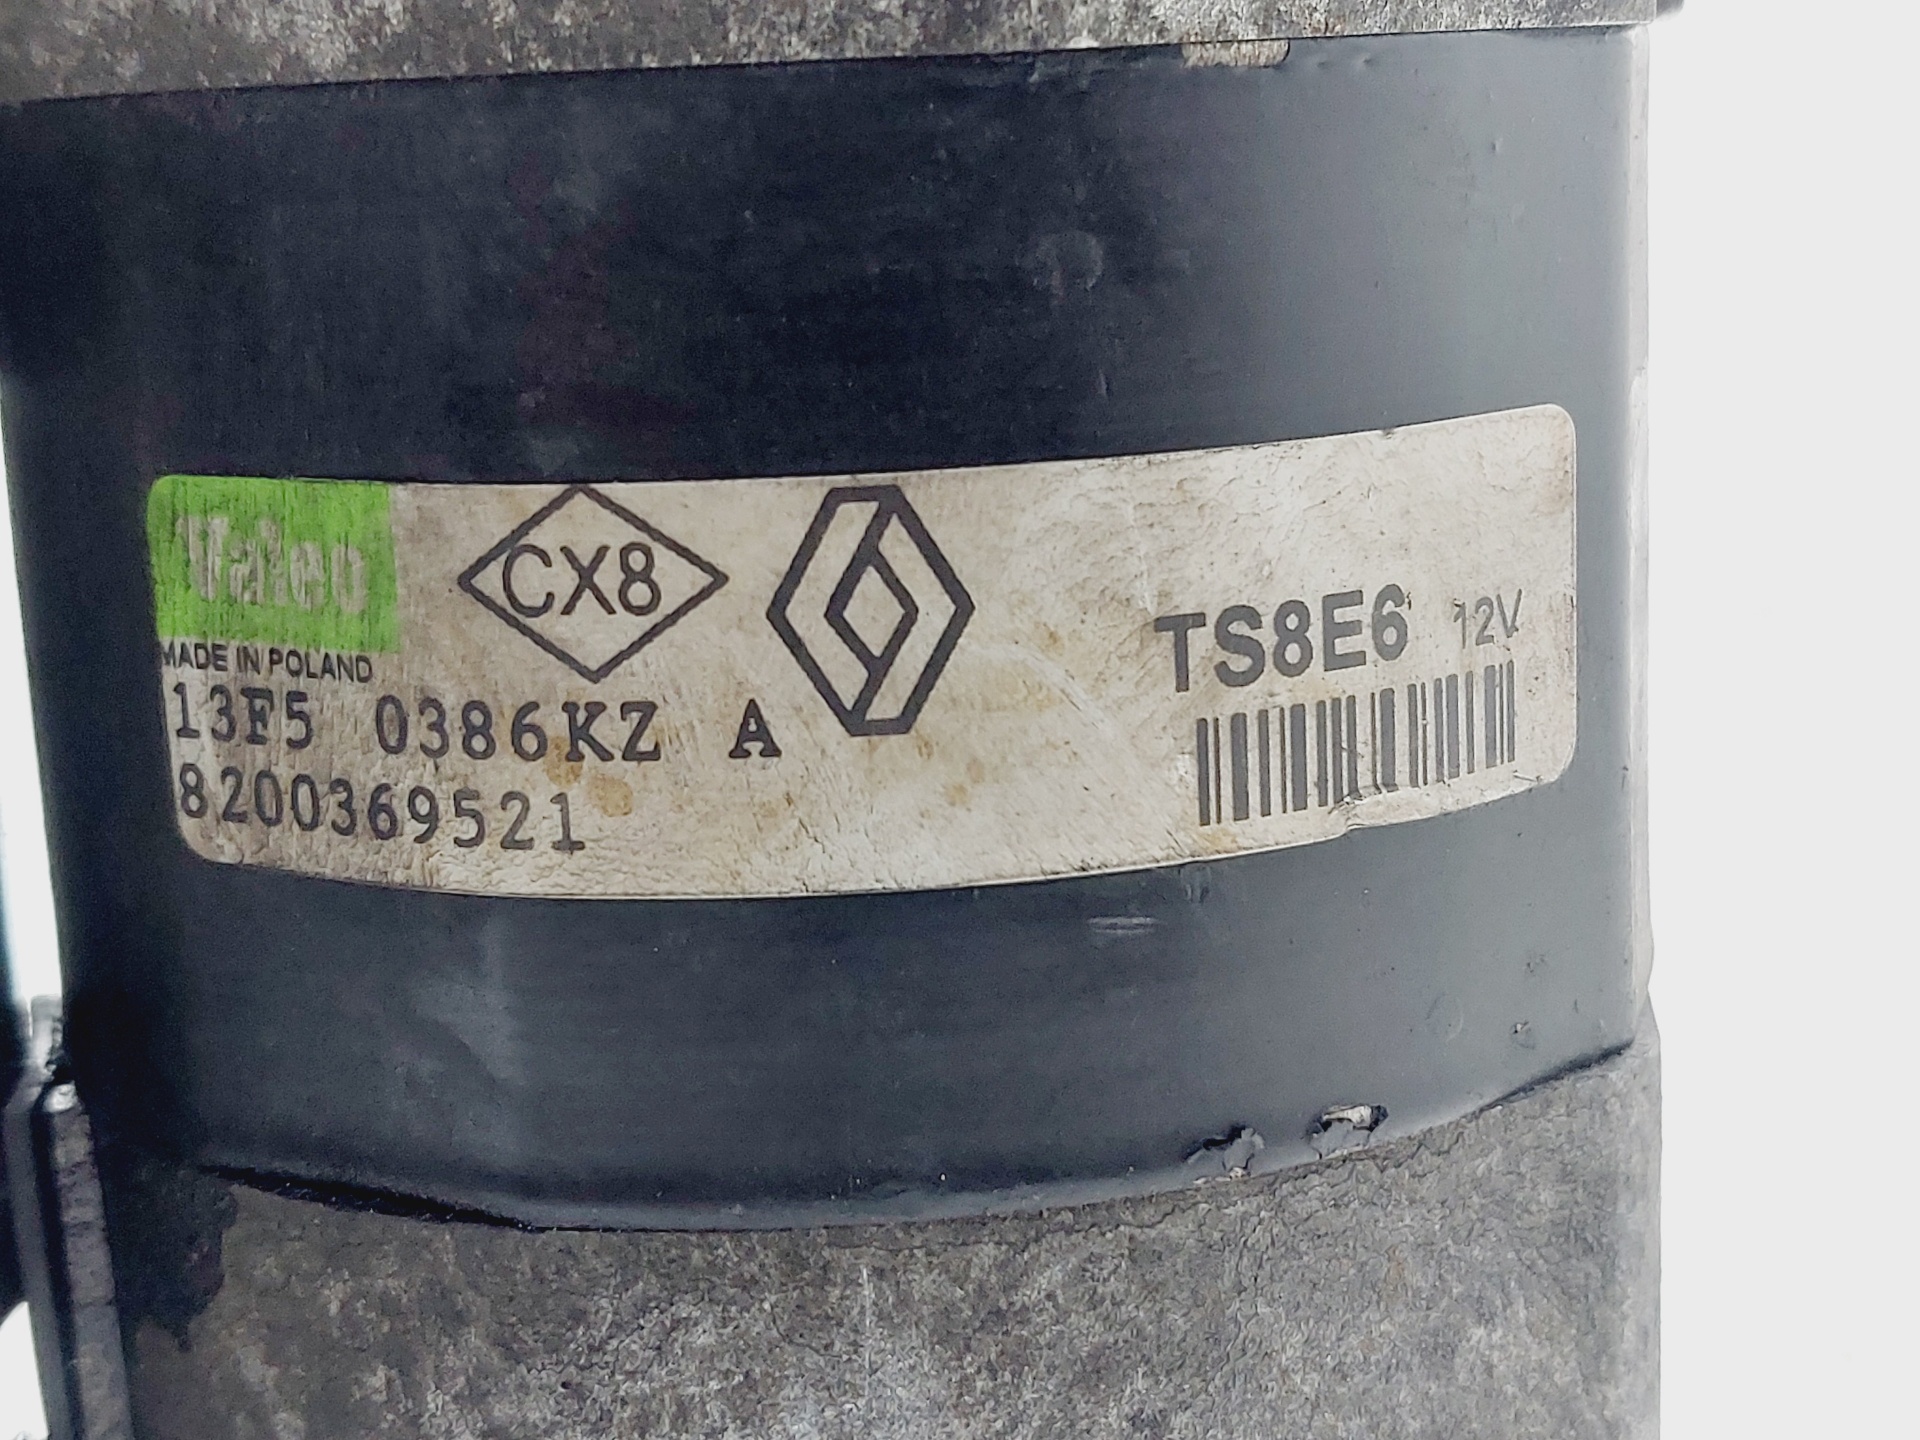 Valeo
CX8
MADE IN POLAND
TS8E6 12V
13F5 0386KZ A
8200369521